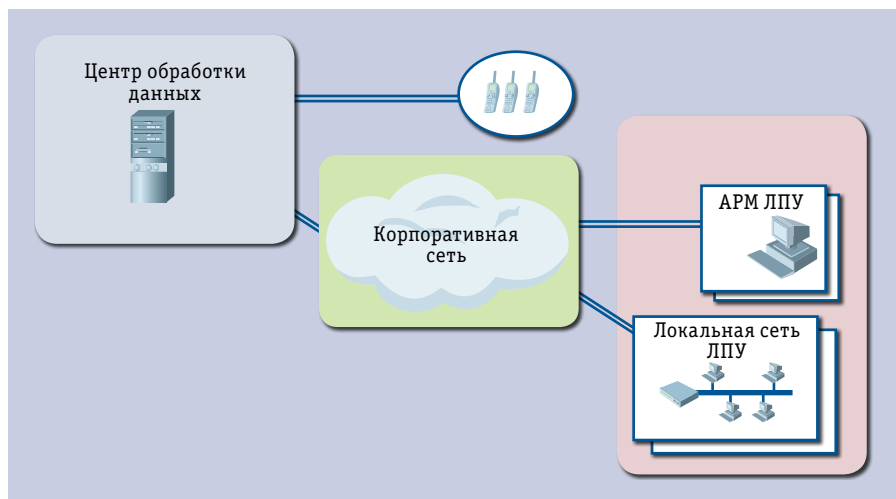 Центр обработки
данных
Корпоративная
сеть
АРМ ЛПУ
Локальная сеть
ЛПУ